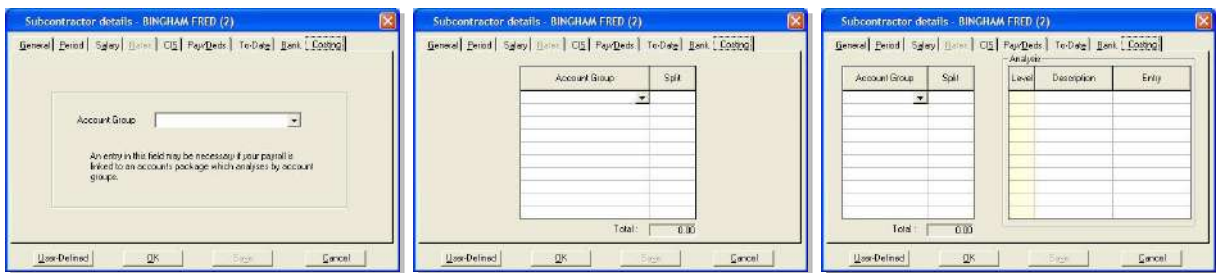 Subcontractor details - BINGHAM FRED (2)
General Period Salary Rates CIS Pay/Deds To-Date Bank Costing
Account Group
An entry in this field may be necessary if your payroll is
linked to an accounts package which analyses by account
groups.
User-Defined OK Save Cancel
Subcontractor details - BINGHAM FRED (2)
General Period Salary Rates CIS Pay/Deds To-Date Bank Costing
Account Group Split
Total : 0.00
User-Defined OK Save Cancel
Subcontractor details - BINGHAM FRED (2)
General Period Salary Rates CIS Pay/Deds To-Date Bank Costing
Analysis
Account Group Split Level Description Entry
Total : 0.00
User-Defined OK Save Cancel